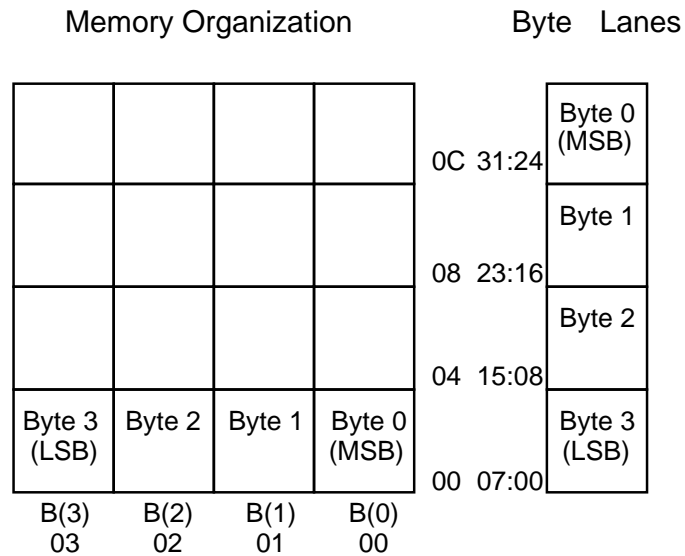 Memory Organization Byte Lanes
Byte 0
(MSB)
0C 31:24
Byte 1
08 23:16
Byte 2
04 15:08
Byte 3 Byte 2 Byte 1 Byte 0 Byte 3
(LSB) (MSB) (LSB)
00 07:00
B(3) B(2) B(1) B(0)
03 02 01 00